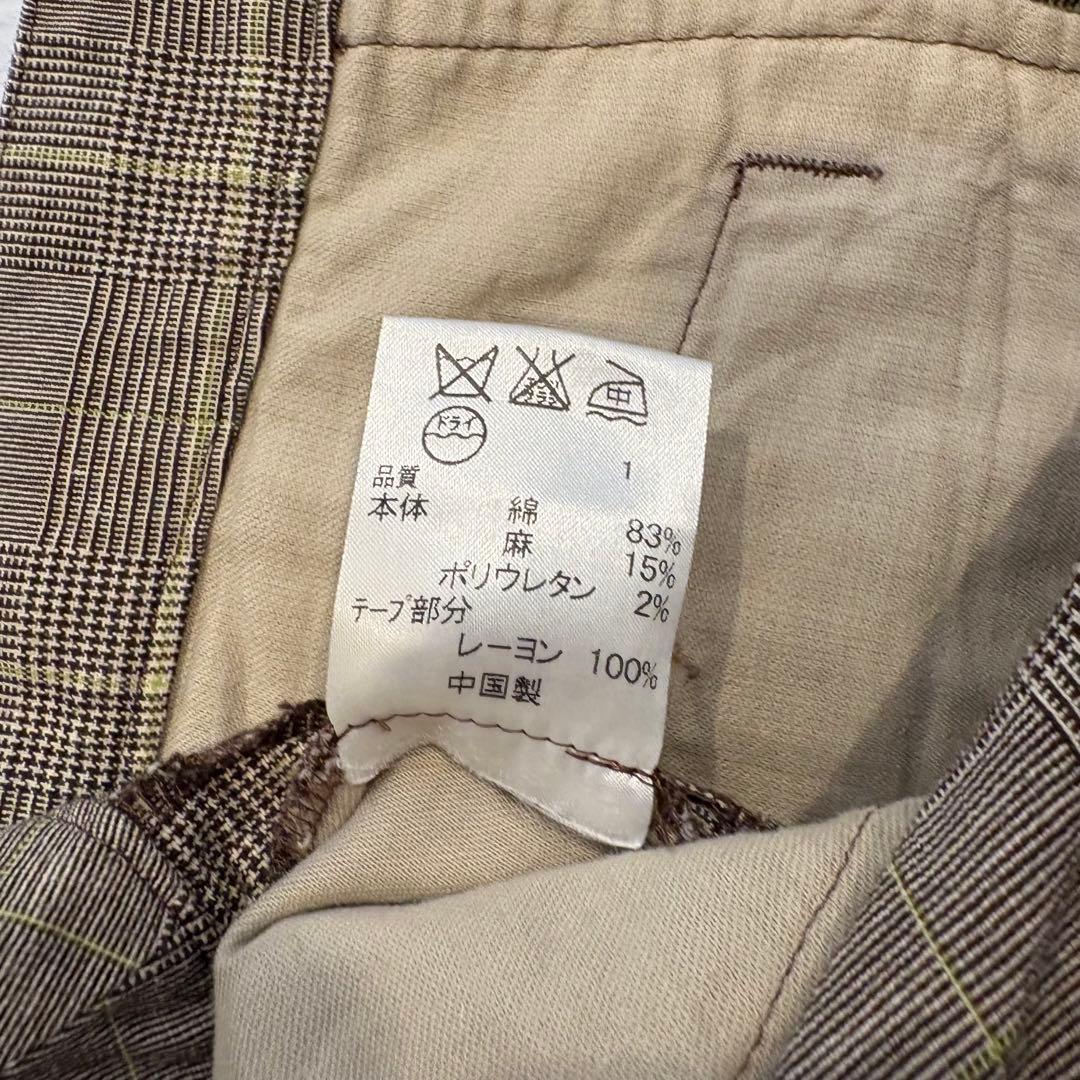 中
ドライ
1
品質
本体 綿 83%
麻 15%
ポリウレタン 2%
テープ部分
レーヨン 100%
中国製